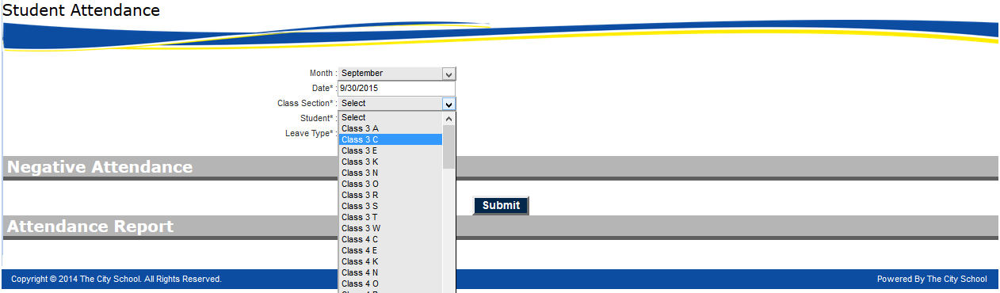 Student Attendance
Month : September
Date* : 9/30/2015
Class Section* : Select
Student* :
Leave Type* :
Select
Class 3 A
Class 3 C
Class 3 E
Class 3 K
Class 3 N
Class 3 O
Class 3 R
Class 3 S
Class 3 T
Class 3 W
Class 4 C
Class 4 E
Class 4 K
Class 4 N
Class 4 O
Negative Attendance
Submit
Attendance Report
Copyright © 2014 The City School. All Rights Reserved.
Powered By The City School